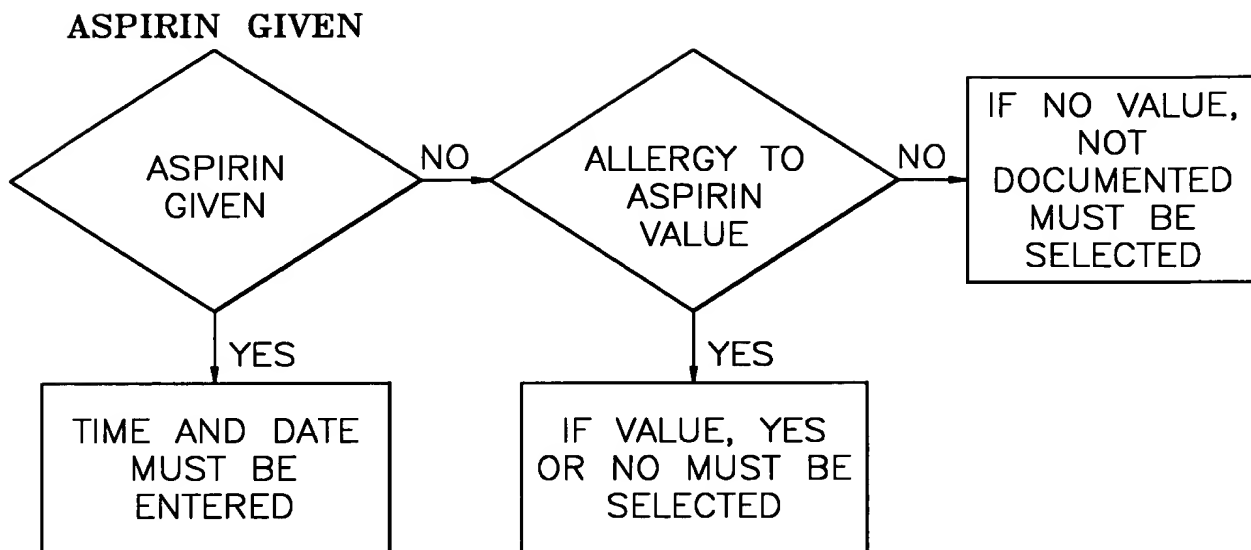 ASPIRIN GIVEN
ASPIRIN
GIVEN
NO
ALLERGY TO
ASPIRIN
VALUE
NO
IF NO VALUE,
NOT
DOCUMENTED
MUST BE
SELECTED
YES
TIME AND DATE
MUST BE
ENTERED
YES
IF VALUE, YES
OR NO MUST BE
SELECTED